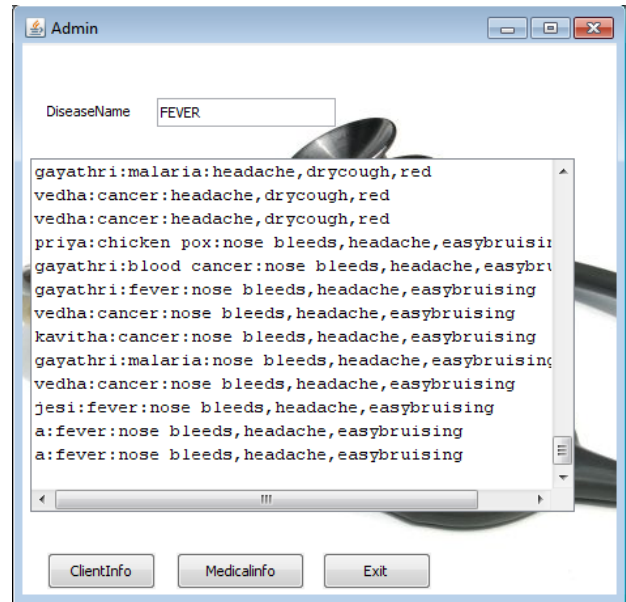 Admin
DiseaseName FEVER
gayathri:malaria:headache,drycough,red
vedha:cancer:headache,drycough,red
vedha:cancer:headache,drycough,red
priya:chicken pox:nose bleeds,headache,easybruisin
gayathri:blood cancer:nose bleeds,headache,easybru
gayathri:fever:nose bleeds,headache,easybruising
vedha:cancer:nose bleeds,headache,easybruising
kavitha:cancer:nose bleeds,headache,easybruising
gayathri:malaria:nose bleeds,headache,easybruising
vedha:cancer:nose bleeds,headache,easybruising
jesi:fever:nose bleeds,headache,easybruising
a:fever:nose bleeds,headache,easybruising
a:fever:nose bleeds,headache,easybruising
ClientInfo Medicalinfo Exit